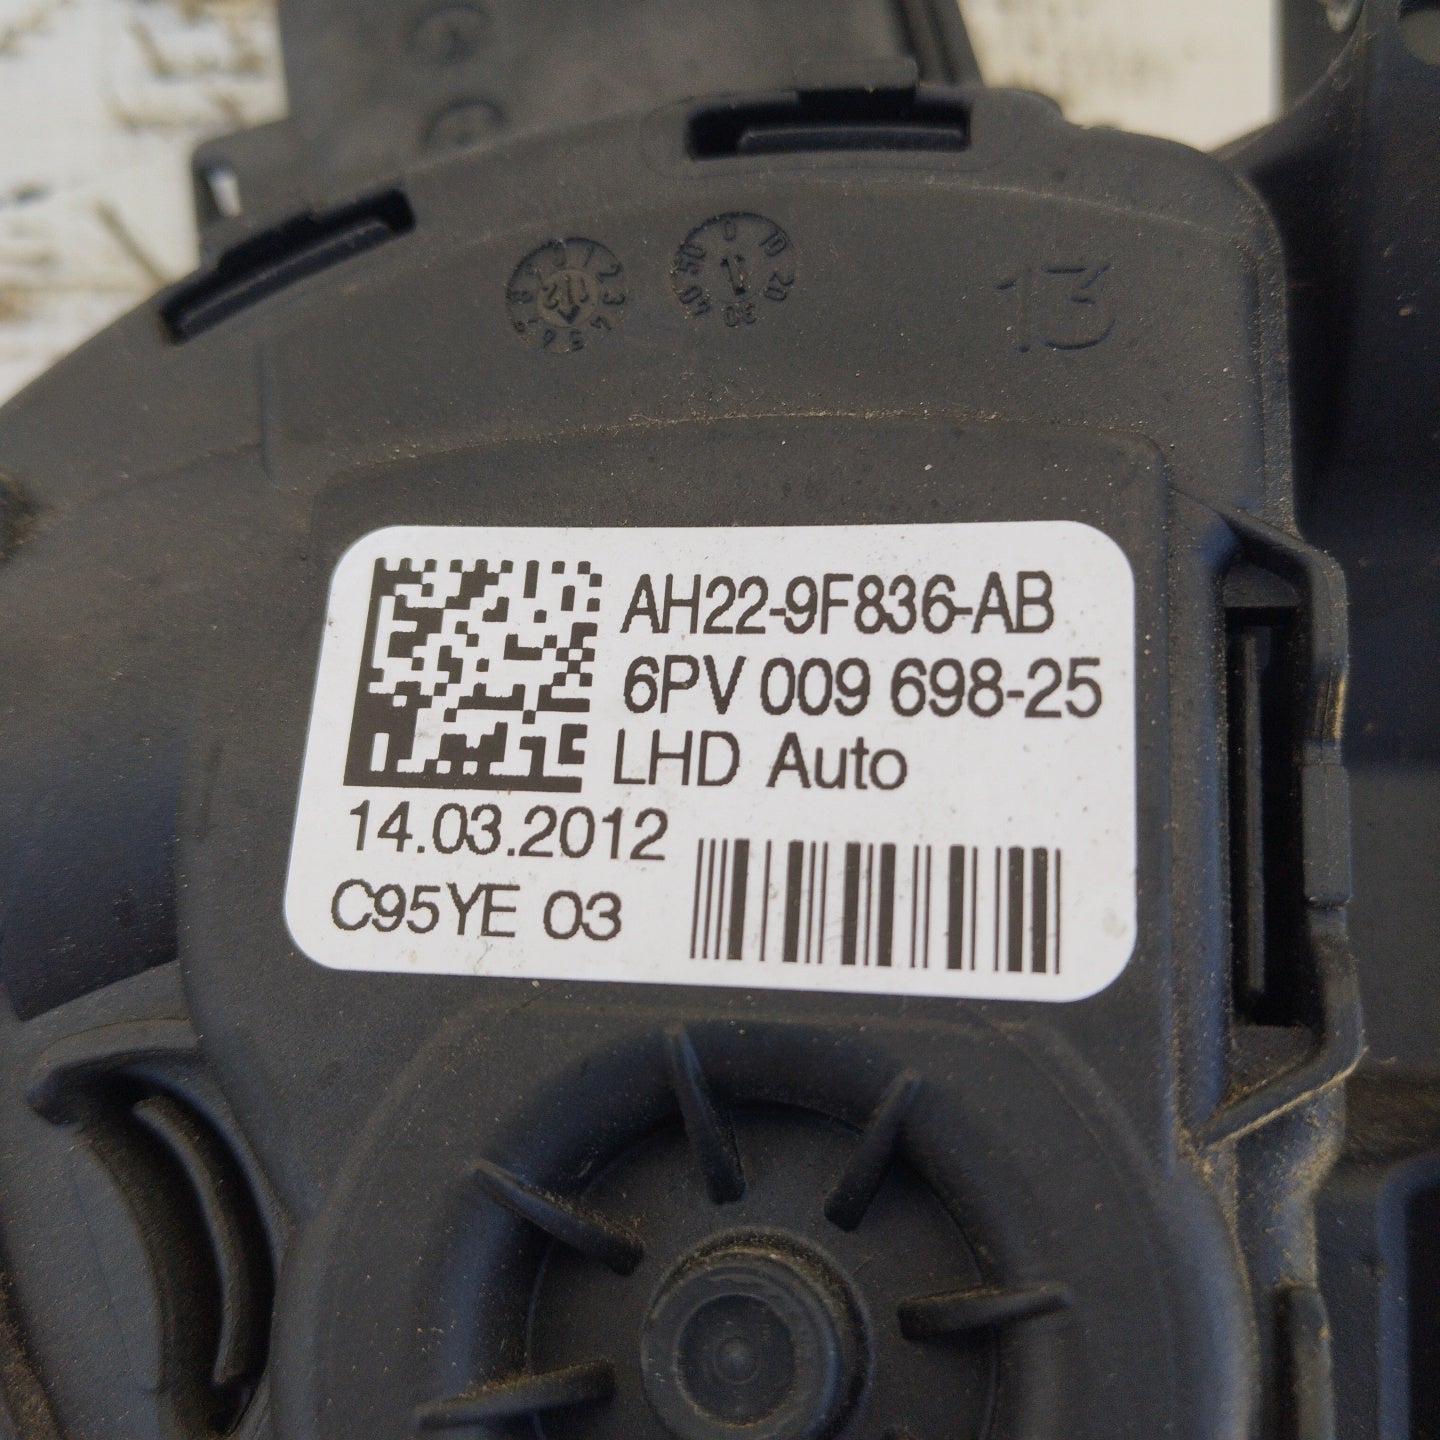 13
AH22-9F836-AB
6PV 009 698-25
LHD Auto
14.03.2012
C95YE 03